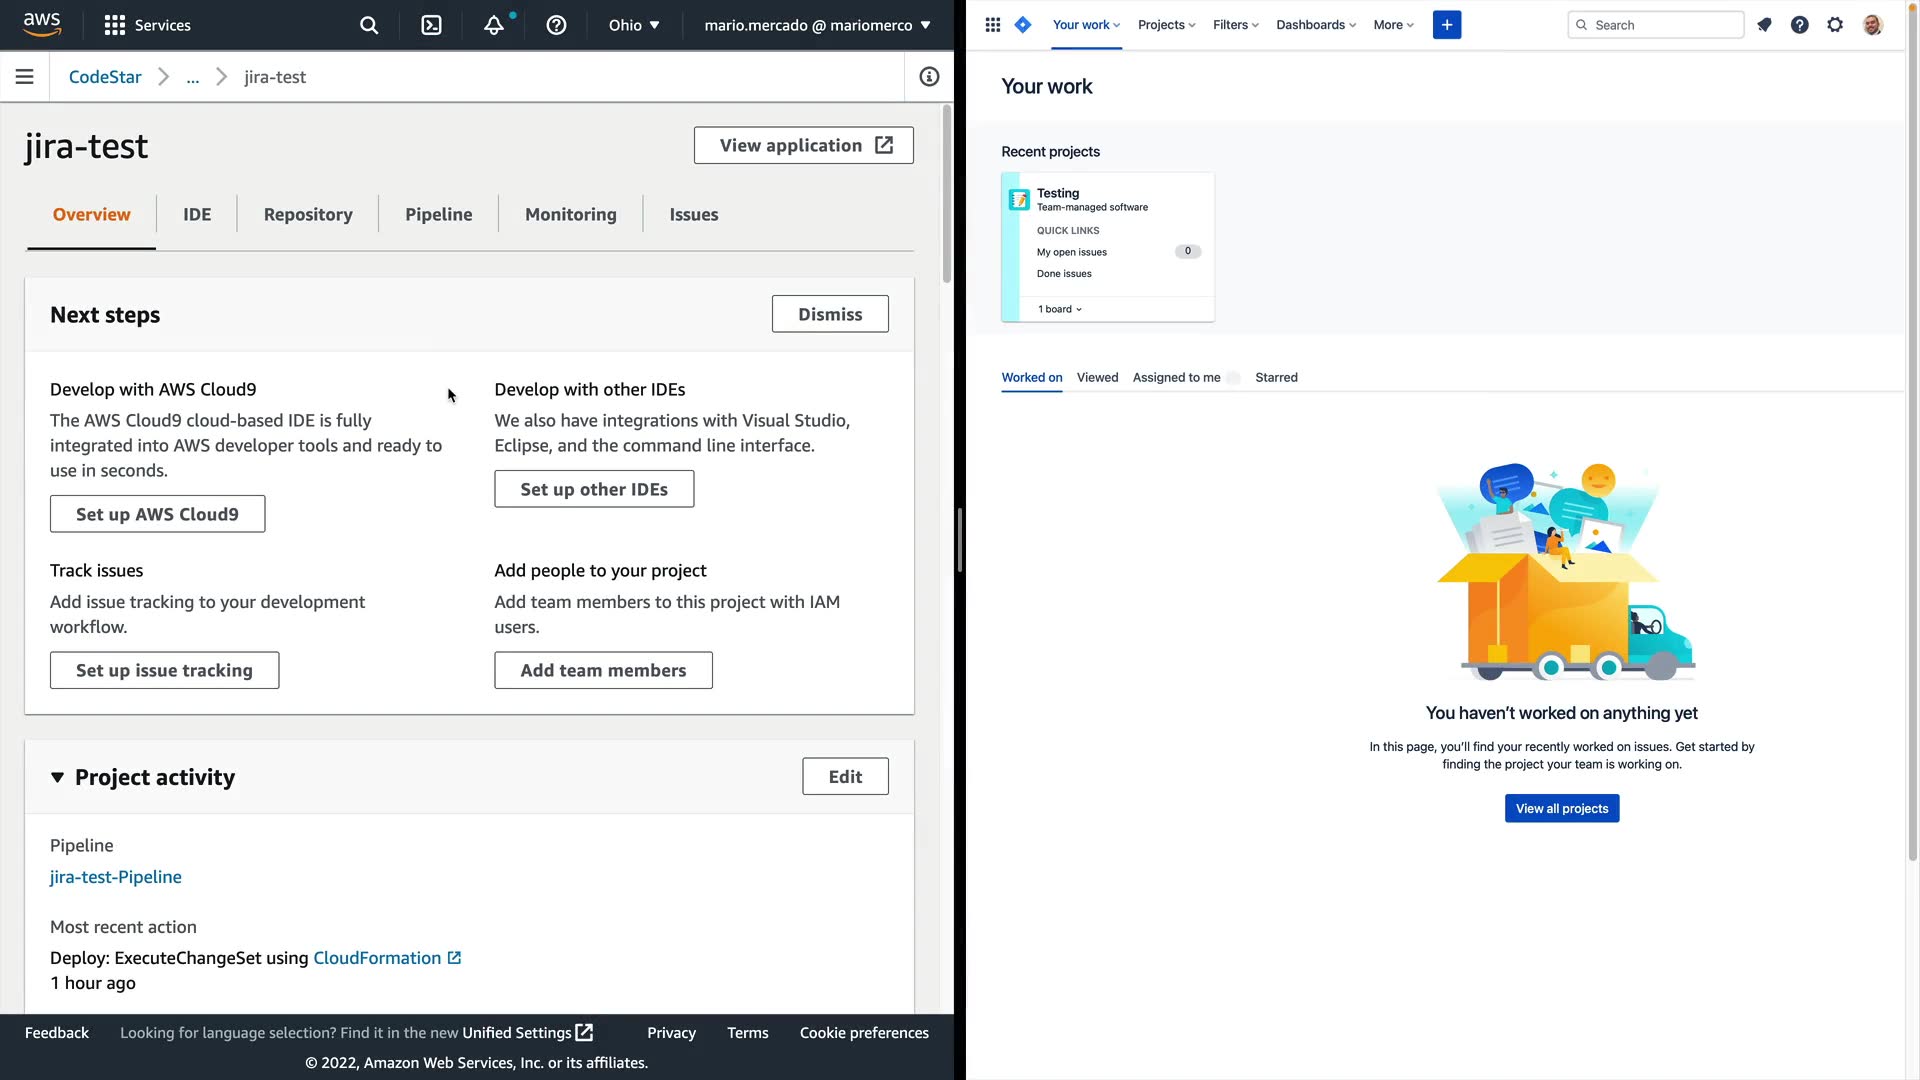 aws
Services
Ohio
mario.mercado @ mariomerco
CodeStar
...
jira-test
jira-test
View application
Overview
IDE
Repository
Pipeline
Monitoring
Issues
Next steps
Dismiss
Develop with AWS Cloud9
The AWS Cloud9 cloud-based IDE is fully
integrated into AWS developer tools and ready to
use in seconds.
Set up AWS Cloud9
Develop with other IDEs
We also have integrations with Visual Studio,
Eclipse, and the command line interface.
Set up other IDEs
Track issues
Add issue tracking to your development
workflow.
Set up issue tracking
Add people to your project
Add team members to this project with IAM
users.
Add team members
Project activity
Edit
Pipeline
jira-test-Pipeline
Most recent action
Deploy: ExecuteChangeSet using CloudFormation
1 hour ago
Feedback
Looking for language selection? Find it in the new Unified Settings
Privacy
Terms
Cookie preferences
© 2022, Amazon Web Services, Inc. or its affiliates.
Your work
Projects
Filters
Dashboards
More
Search
Your work
Recent projects
Testing
Team-managed software
QUICK LINKS
My open issues
0
Done issues
1 board
Worked on
Viewed
Assigned to me
Starred
You haven't worked on anything yet
In this page, you'll find your recently worked on issues. Get started by
finding the project your team is working on.
View all projects